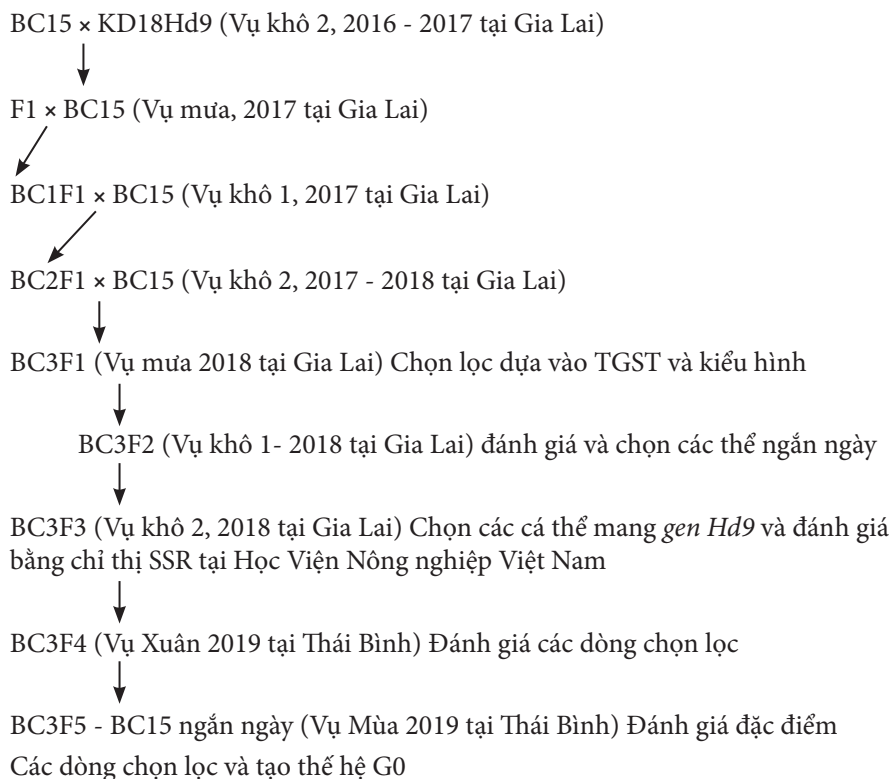 BC15 × KD18Hd9 (Vụ khô 2, 2016 - 2017 tại Gia Lai)
F1 × BC15 (Vụ mưa, 2017 tại Gia Lai)
BC1F1 × BC15 (Vụ khô 1, 2017 tại Gia Lai)
BC2F1 × BC15 (Vụ khô 2, 2017 - 2018 tại Gia Lai)
BC3F1 (Vụ mưa 2018 tại Gia Lai) Chọn lọc dựa vào TGST và kiểu hình
BC3F2 (Vụ khô 1- 2018 tại Gia Lai) đánh giá và chọn các thể ngắn ngày
BC3F3 (Vụ khô 2, 2018 tại Gia Lai) Chọn các cá thể mang gen Hd9 và đánh giá
bằng chỉ thị SSR tại Học Viện Nông nghiệp Việt Nam
BC3F4 (Vụ Xuân 2019 tại Thái Bình) Đánh giá các dòng chọn lọc
BC3F5 - BC15 ngắn ngày (Vụ Mùa 2019 tại Thái Bình) Đánh giá đặc điểm
Các dòng chọn lọc và tạo thế hệ G0